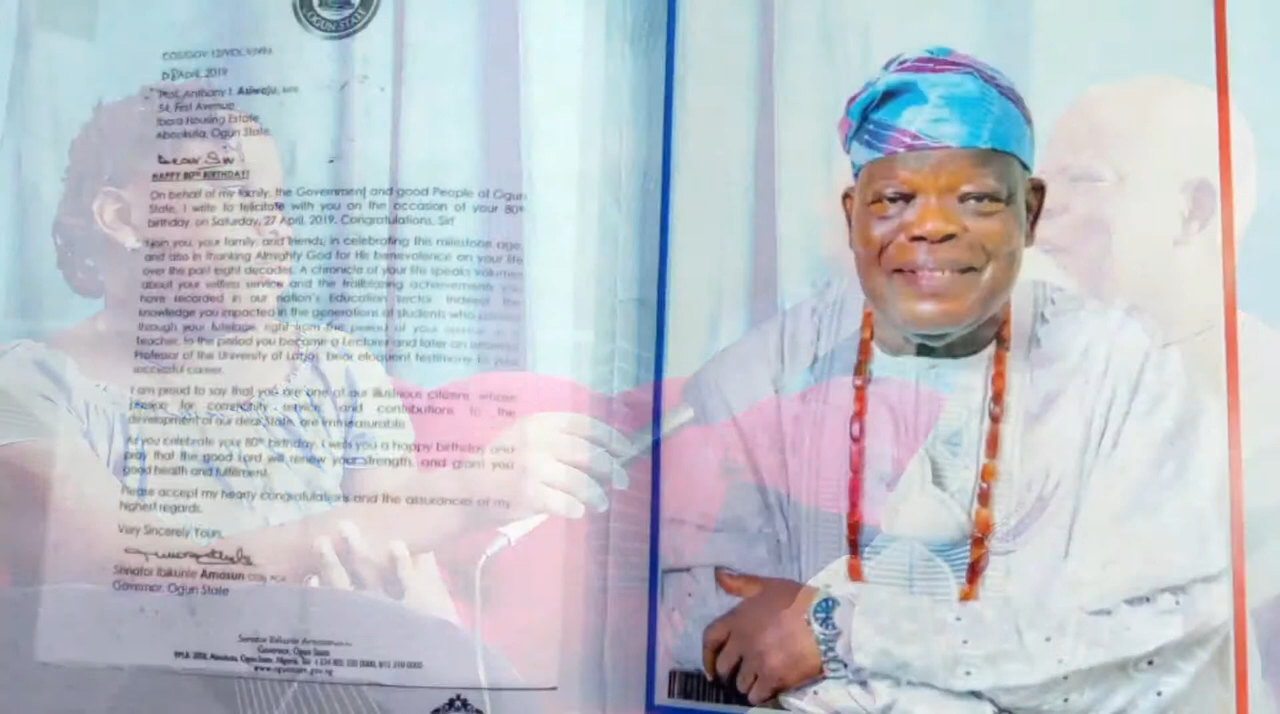 OGUN STATE
April, 2019
Prof. Anthony I. Asiwaju,
54, First Avenue
Ibara Housing Estate
Abeokuta, Ogun State.
Dear Sir
HAPPY 80TH BIRTHDAY!
On behalf of my family, the Government and good People of Ogun
State, I write to felicitate with you on the occasion of your 80th
birthday, on Saturday, 27 April, 2019. Congratulations, Sir!
I join you, your family, and friends, in celebrating this milestone age,
and also in thanking Almighty God for His benevolence on your life
over the past eight decades. A chronicle of your life speaks volumes
about your selfless service and the trailblazing achievements you
have recorded in our nation's Education sector. Indeed, the
knowledge you impacted in the generations of students who
through your tutelage, right from the period of your
Teacher, to the period you became a Lecturer and later an
Professor of the University of Lagos, bear eloquent testimony to your
successful career.
I am proud to say that you are one of our illustrious citizens, whose
passion for community service and contributions to the
development of our dear State, are immeasurable.
As you celebrate your 80th birthday, I wish you a happy birthday and
pray that the good Lord will renew your strength, and grant you
good health and fulfilment.
Please accept my hearty congratulations and the assurances of my
highest regards.
Very Sincerely Yours,
Senator Ibikunle Amosun
Governor, Ogun State
Senator Ibikunle Amosun
Governor, Ogun State
Abeokuta, Ogun State, Nigeria.